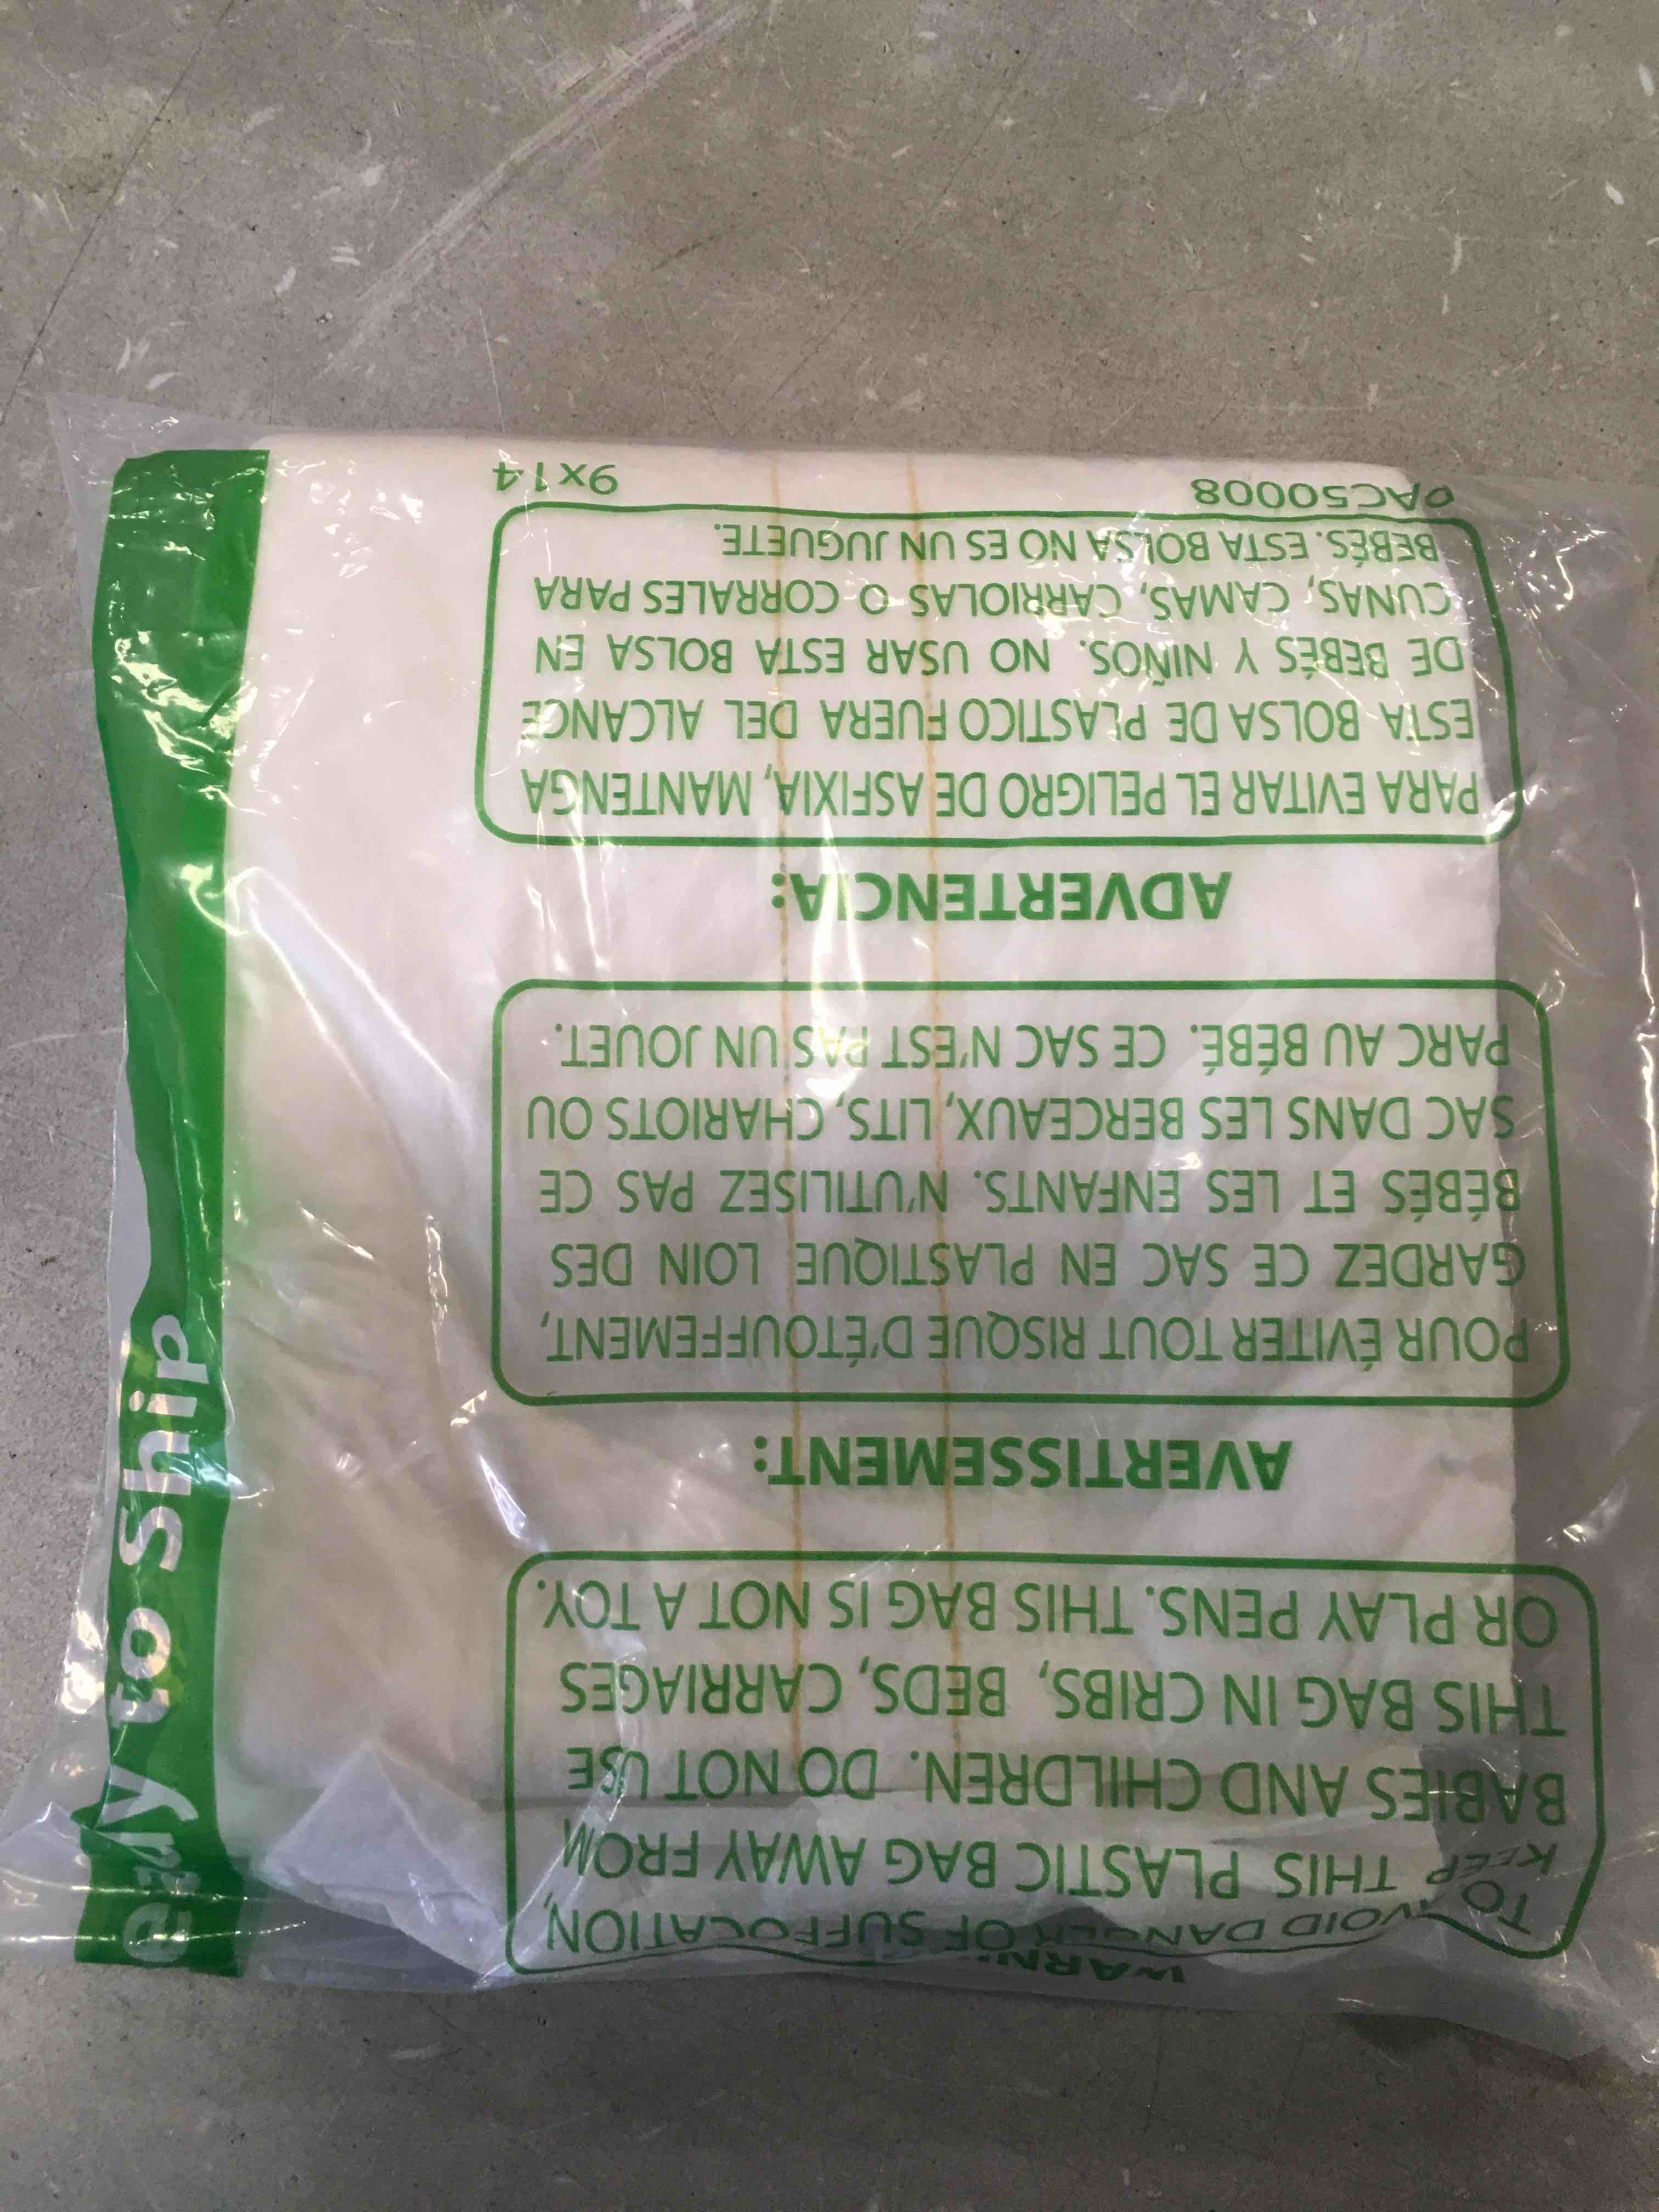 WARN
TO AVOID DANGER OF SUFFOCATION,
KEEP THIS PLASTIC BAG AWAY FROM
BABIES AND CHILDREN. DO NOT USE
THIS BAG IN CRIBS, BEDS, CARRIAGES
OR PLAY PENS. THIS BAG IS NOT A TOY.
AVERTISSEMENT:
POUR ÉVITER TOUT RISQUE D'ÉTOUFFEMENT,
GARDEZ CE SAC EN PLASTIQUE LOIN DES
BÉBÉS ET LES ENFANTS. N'UTILISEZ PAS CE
SAC DANS LES BERCEAUX, LITS, CHARIOTS OU
PARC AU BÉBÉ. CE SAC N'EST PAS UN JOUET.
ADVERTENCIA:
PARA EVITAR EL PELIGRO DE ASFIXIA, MANTENGA
ESTA BOLSA DE PLASTICO FUERA DEL ALCANCE
DE BEBÉS Y NIÑOS. NO USAR ESTA BOLSA EN
CUNAS, CAMAS, CARRIOLAS O CORRALES PARA
BEBÉS. ESTA BOLSA NO ES UN JUGUETE.
AC50008 9x14
eady to Ship